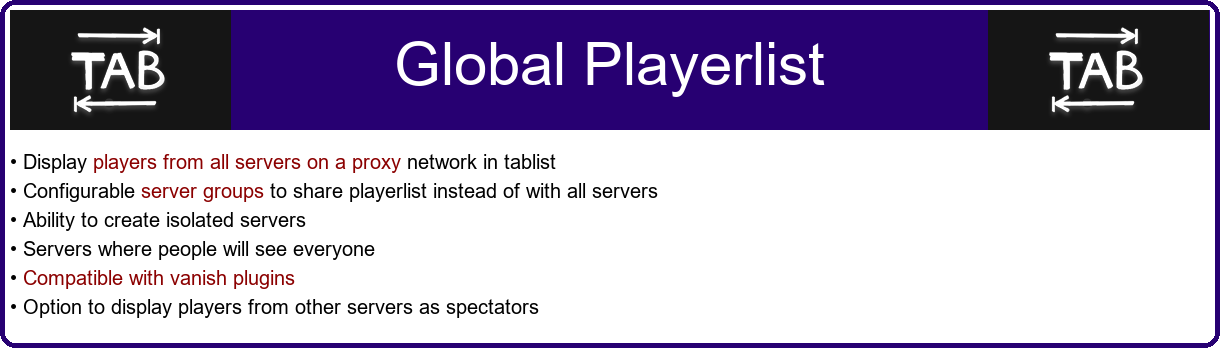 TAB
Global Playerlist
TAB
• Display players from all servers on a proxy network in tablist
• Configurable server groups to share playerlist instead of with all servers
• Ability to create isolated servers
• Servers where people will see everyone
• Compatible with vanish plugins
• Option to display players from other servers as spectators